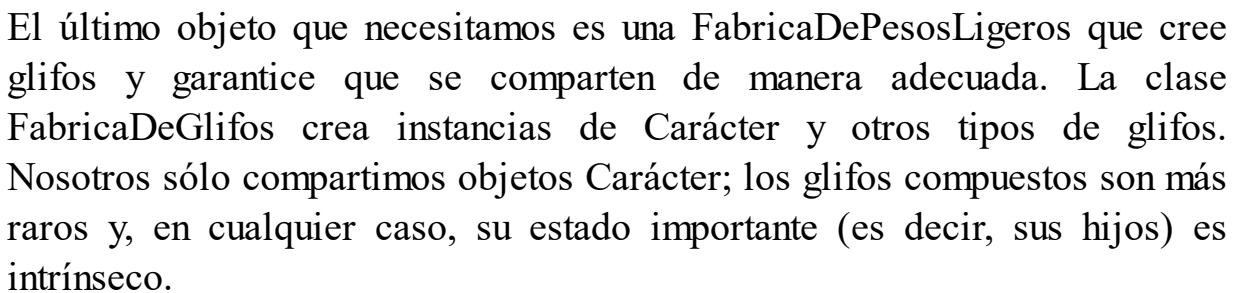 El último objeto que necesitamos es una FabricaDePesosLigeros que cree
glifos y garantice que se comparten de manera adecuada. La clase
FabricaDeGlifos crea instancias de Carácter y otros tipos de glifos.
Nosotros sólo compartimos objetos Carácter; los glifos compuestos son más
raros y, en cualquier caso, su estado importante (es decir, sus hijos) es
intrínseco.